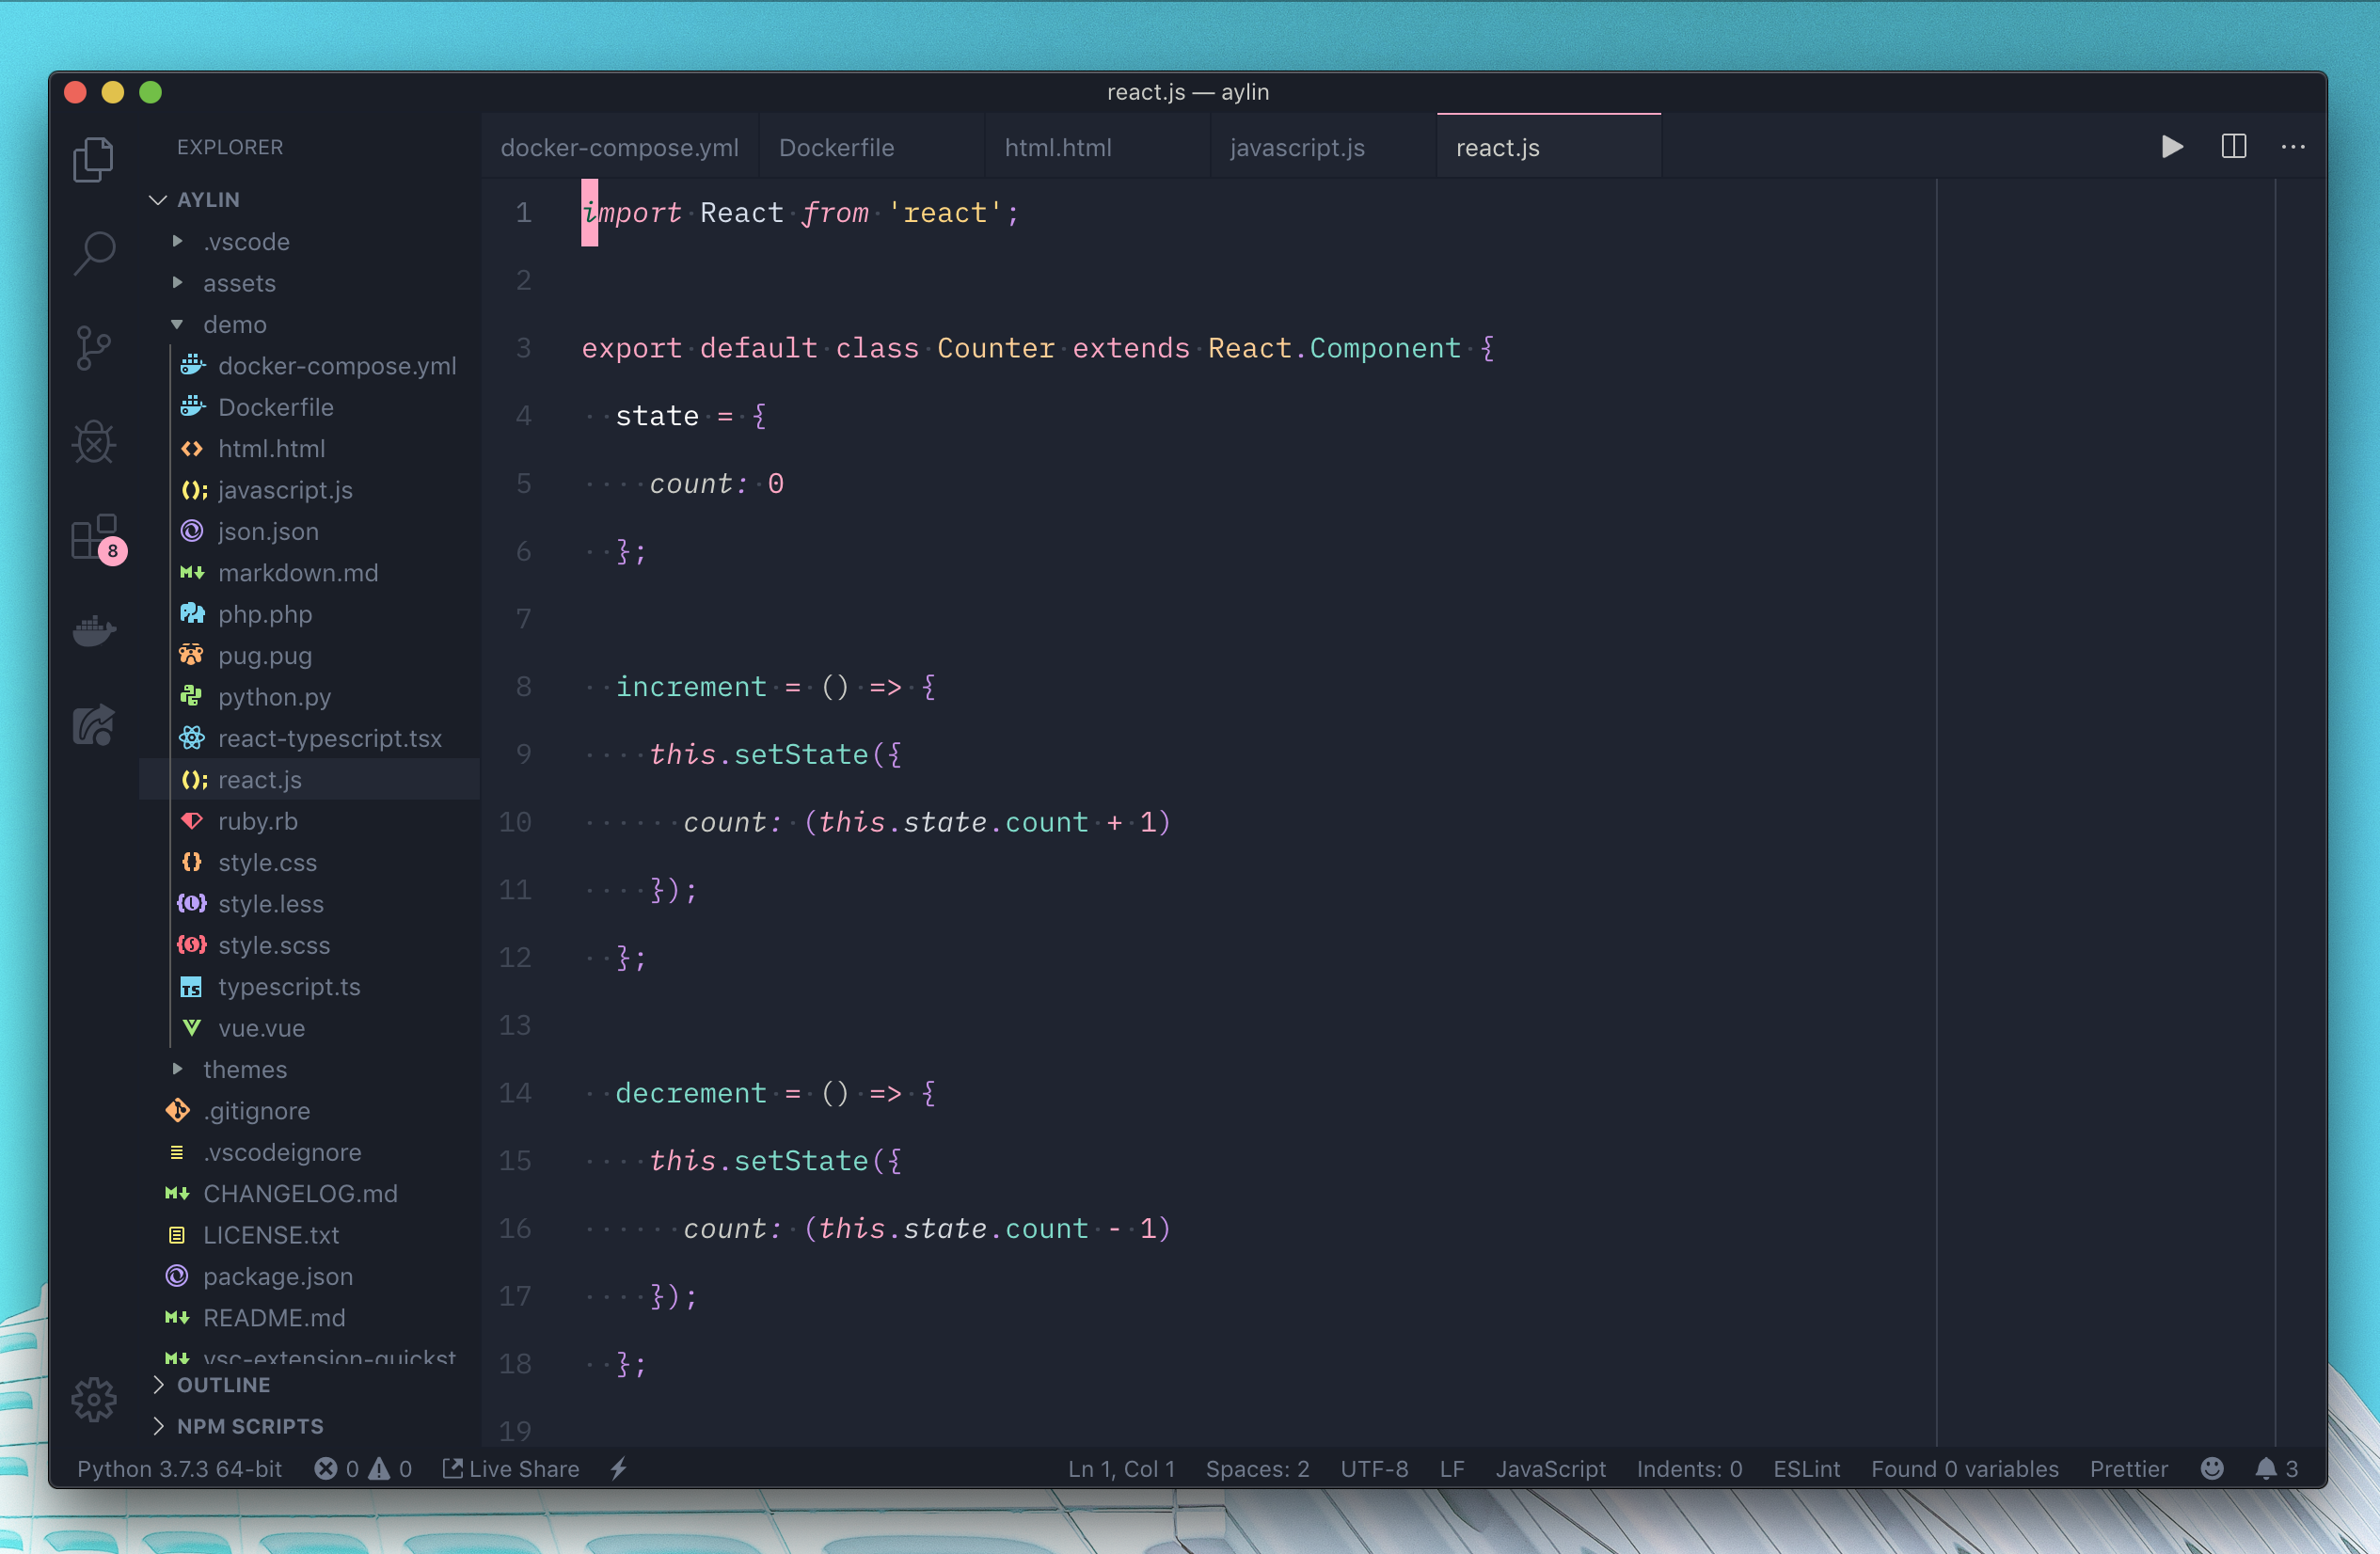 react.js — aylin
EXPLORER
AYLIN
.vscode
assets
demo
docker-compose.yml
Dockerfile
html.html
javascript.js
json.json
markdown.md
php.php
pug.pug
python.py
react-typescript.tsx
react.js
ruby.rb
style.css
style.less
style.scss
typescript.ts
vue.vue
themes
.gitignore
.vscodeignore
CHANGELOG.md
LICENSE.txt
package.json
README.md
vsc-extension-quickst
OUTLINE
NPM SCRIPTS
8
docker-compose.yml Dockerfile html.html javascript.js react.js
1 import React from 'react';
2
3 export default class Counter extends React.Component {
4 state = {
5 count: 0
6 };
7
8 increment = () => {
9 this.setState({
10 count: (this.state.count + 1)
11 });
12 };
13
14 decrement = () => {
15 this.setState({
16 count: (this.state.count - 1)
17 });
18 };
19
Python 3.7.3 64-bit 0 0 Live Share Ln 1, Col 1 Spaces: 2 UTF-8 LF JavaScript Indents: 0 ESLint Found 0 variables Prettier 3